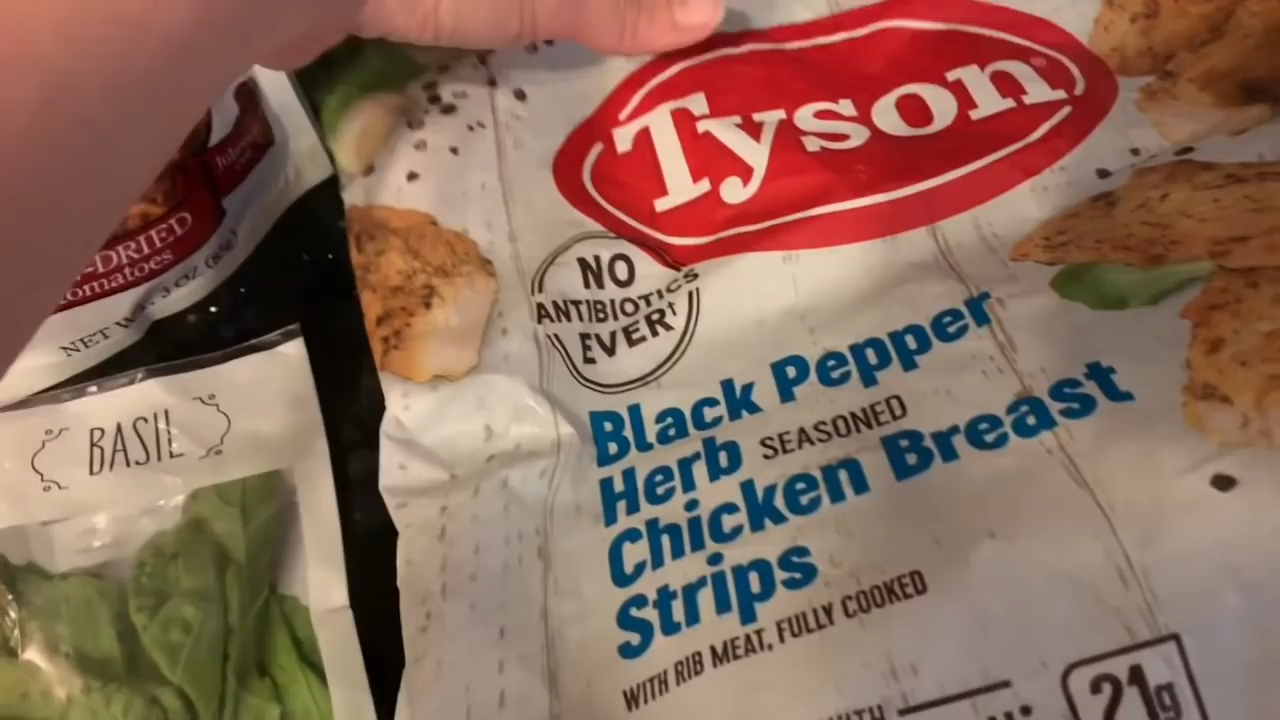 Tyson
NO
ANTIBIOTICS
EVER†
Black Pepper
Herb SEASONED
Chicken Breast
Strips
WITH RIB MEAT, FULLY COOKED
21g
-DRIED
omatoes
NET W
OZ
BASIL